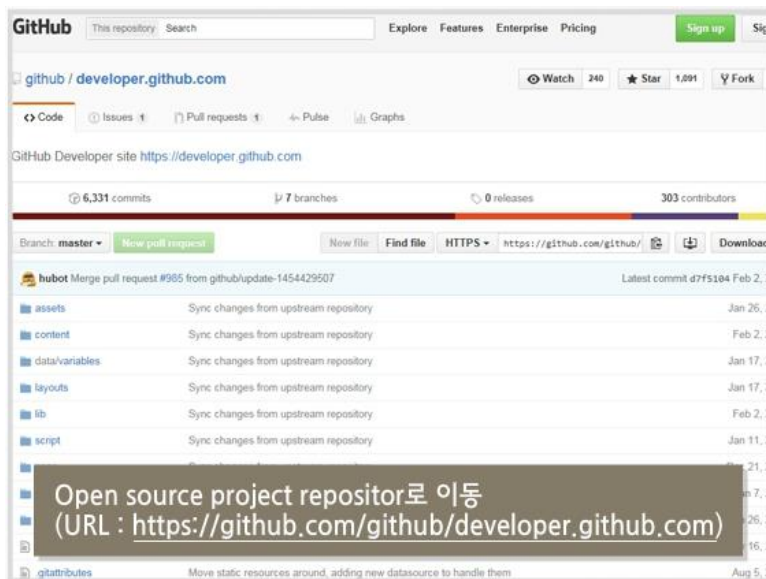 GitHub This repository Search Explore Features Enterprise Pricing Sign up
github / developer.github.com Watch 240 Star 1,091 Fork
Code Issues 1 Pull requests 1 Pulse Graphs
GitHub Developer site https://developer.github.com
6,331 commits 7 branches 0 releases 303 contributors
Branch: master New pull request New file Find file HTTPS https://github.com/github/ Download
hubot Merge pull request #985 from github/update-1454429507 Latest commit d7f5104 Feb 2,
assets Sync changes from upstream repository Jan 26,
content Sync changes from upstream repository Feb 2,
data/variables Sync changes from upstream repository Jan 17,
layouts Sync changes from upstream repository Jan 17,
lib Sync changes from upstream repository Feb 2,
script Sync changes from upstream repository Jan 11,
21,
Open source project repositor로 이동
(URL : https://github.com/github/developer.github.com)
gitattributes Move static resources around, adding new datasource to handle them Aug 5,